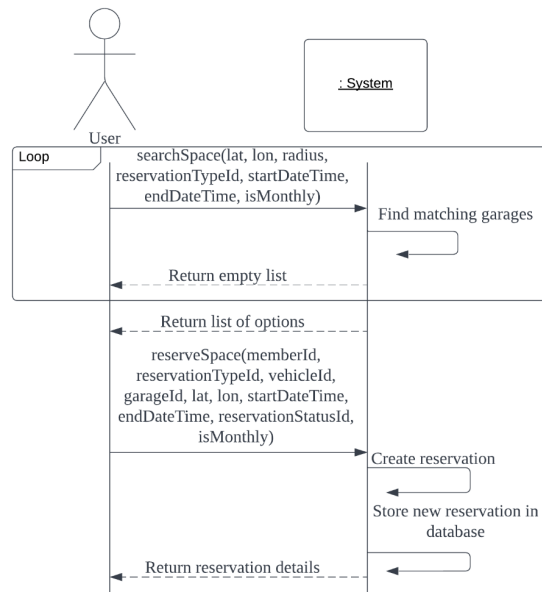 : System
User
Loop
searchSpace(lat, lon, radius,
reservationTypeId, startDateTime,
endDateTime, isMonthly)
Find matching garages
Return empty list
Return list of options
reserveSpace(memberId,
reservationTypeId, vehicleId,
garageId, lat, lon, startDateTime,
endDateTime, reservationStatusId,
isMonthly)
Create reservation
Store new reservation in
database
Return reservation details